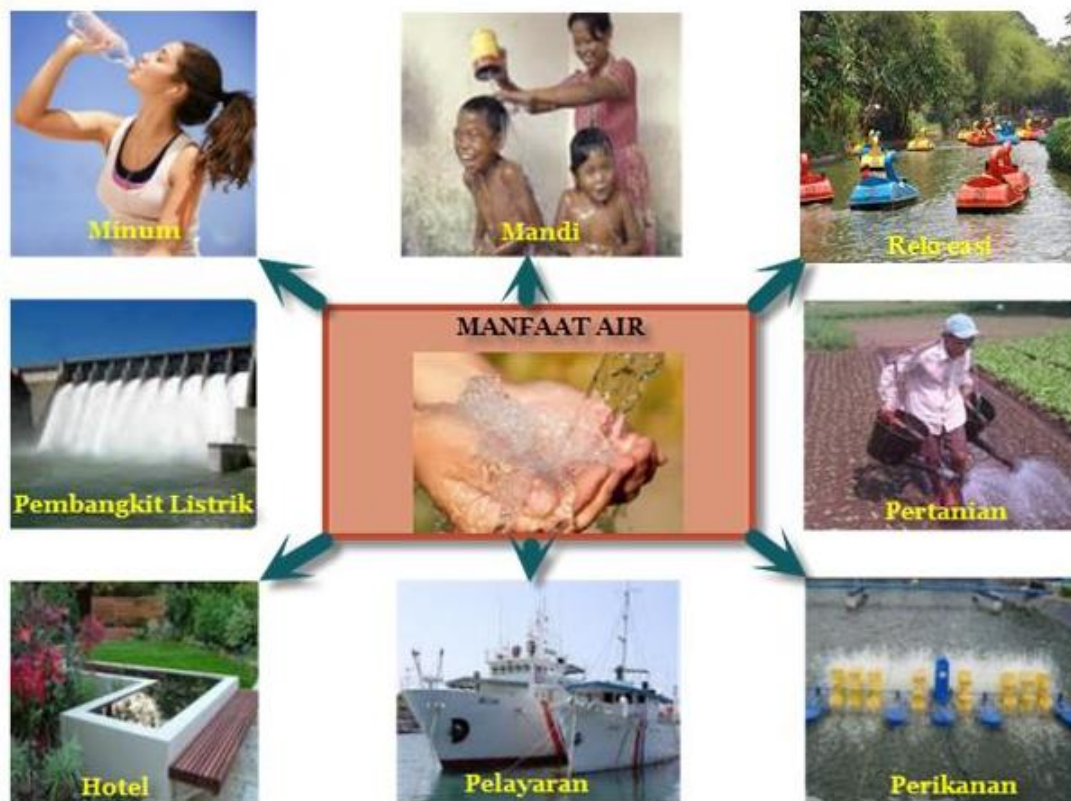 Minum
Mandi
Rekreasi
MANFAAT AIR
Pembangkit Listrik
Pertanian
Hotel
Pelayaran
Perikanan